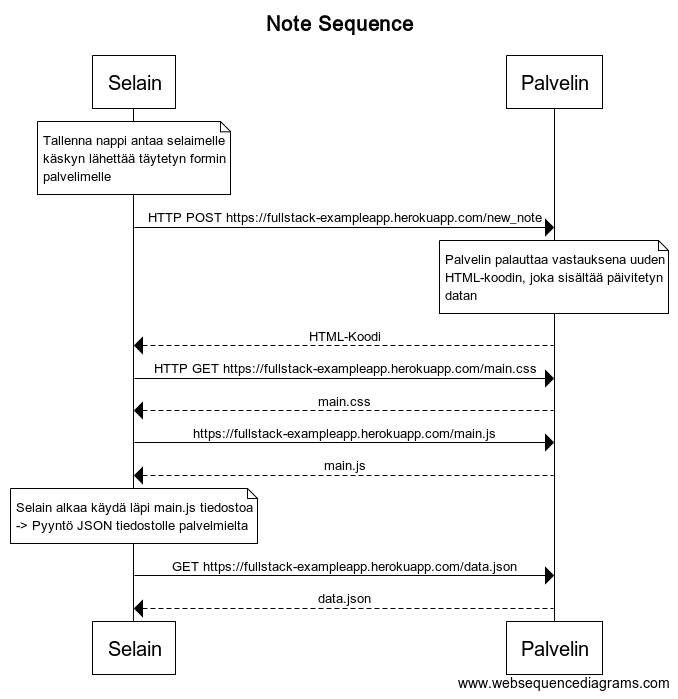 Note Sequence
Selain
Palvelin
Tallenna nappi antaa selaimelle
käskyn lähettää täytetyn formin
palvelimelle
HTTP POST https://fullstack-exampleapp.herokuapp.com/new_note
Palvelin palauttaa vastauksena uuden
HTML-koodin, joka sisältää päivitetyn
datan
HTML-Koodi
HTTP GET https://fullstack-exampleapp.herokuapp.com/main.css
main.css
https://fullstack-exampleapp.herokuapp.com/main.js
main.js
Selain alkaa käydä läpi main.js tiedostoa
-> Pyyntö JSON tiedostolle palvelmielta
GET https://fullstack-exampleapp.herokuapp.com/data.json
data.json
Selain
Palvelin
www.websequencediagrams.com